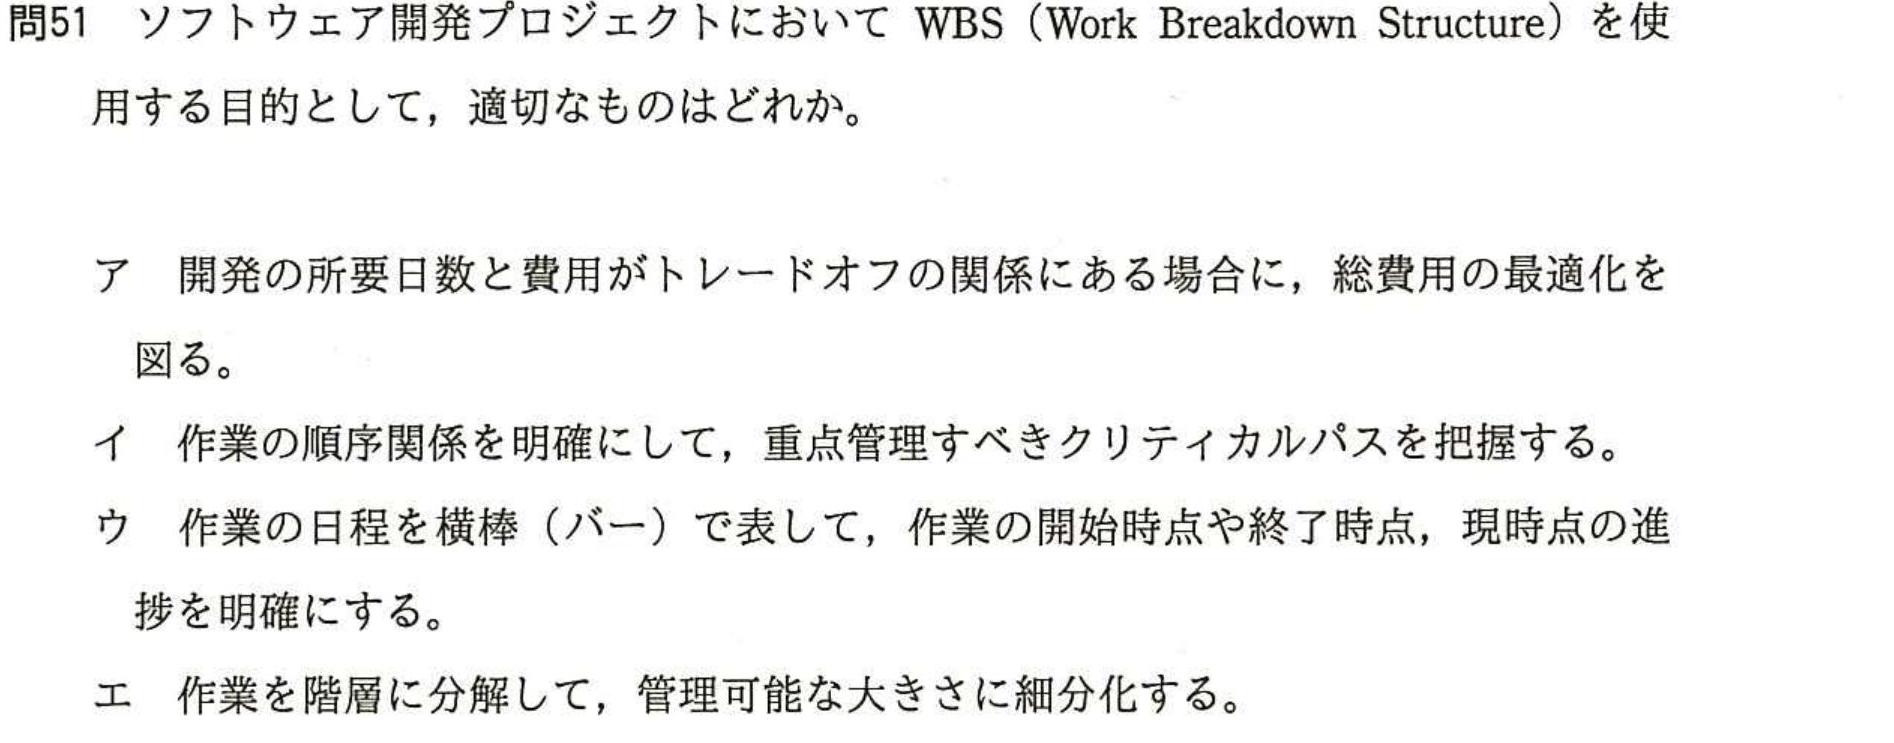 問51　ソフトウェア開発プロジェクトにおいて WBS（Work Breakdown Structure）を使
用する目的として，適切なものはどれか。
ア　開発の所要日数と費用がトレードオフの関係にある場合に，総費用の最適化を
図る。
イ　作業の順序関係を明確にして，重点管理すべきクリティカルパスを把握する。
ウ　作業の日程を横棒（バー）で表して，作業の開始時点や終了時点，現時点の進
捗を明確にする。
エ　作業を階層に分解して，管理可能な大きさに細分化する。